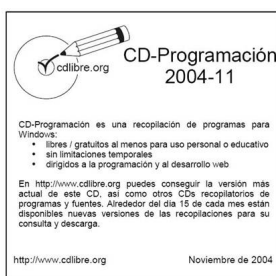 cdlibre.org
CD-Programación
2004-11
CD-Programación es una recopilación de programas para
Windows:
• libres / gratuitos al menos para uso personal o educativo
• sin limitaciones temporales
• dirigidos a la programación y al desarrollo web
En http://www.cdlibre.org puedes conseguir la versión más
actual de este CD, así como otros CDs recopilatorios de
programas y fuentes. Alrededor del día 15 de cada mes están
disponibles nuevas versiones de las recopilaciones para su
consulta y descarga.
http://www.cdlibre.org
Noviembre de 2004